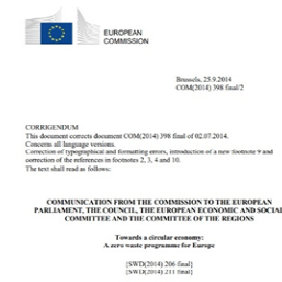 EUROPEAN
COMMISSION
Brussels, 25.9.2014
COM(2014) 398 final/2
CORRIGENDUM
This document corrects document COM(2014) 398 final of 02.07.2014.
Concerns all language versions.
Correction of typographical and formatting errors, introduction of a new footnote 9 and
correction of the references in footnotes 2, 3, 4 and 10.
The text shall read as follows:
COMMUNICATION FROM THE COMMISSION TO THE EUROPEAN
PARLIAMENT, THE COUNCIL, THE EUROPEAN ECONOMIC AND SOCIAL
COMMITTEE AND THE COMMITTEE OF THE REGIONS
Towards a circular economy:
A zero waste programme for Europe
[SWD(2014) 206 final]
[SWD(2014) 211 final]